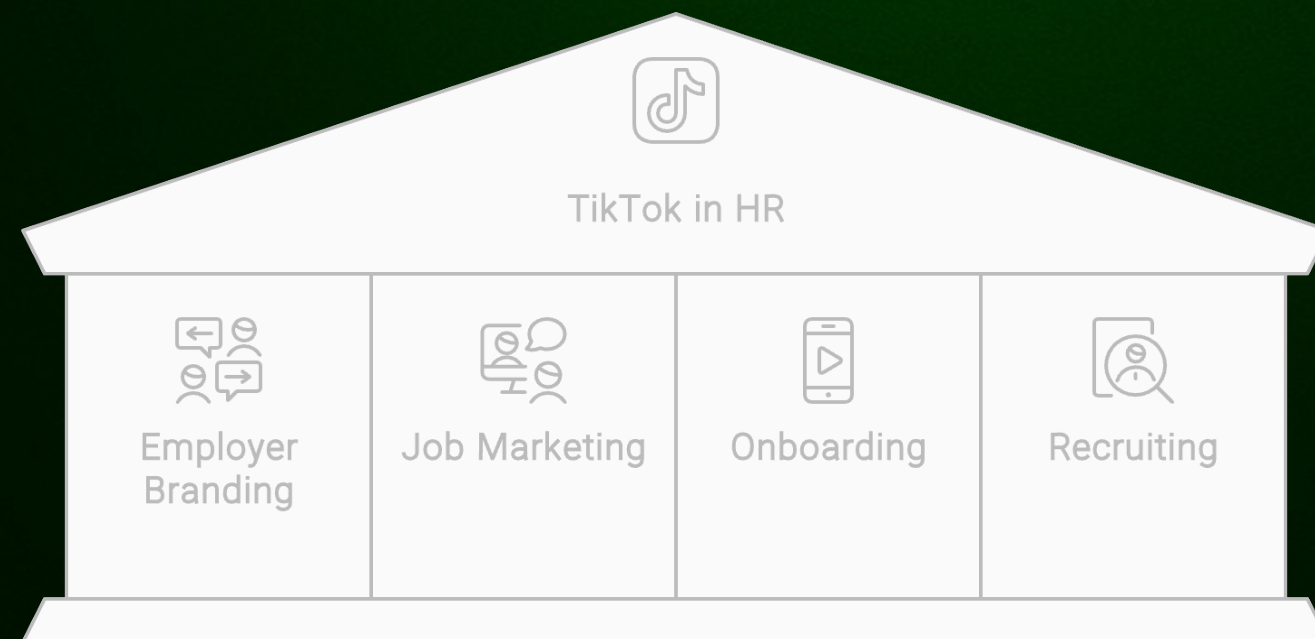 TikTok in HR
Employer
Branding
Job Marketing
Onboarding
Recruiting